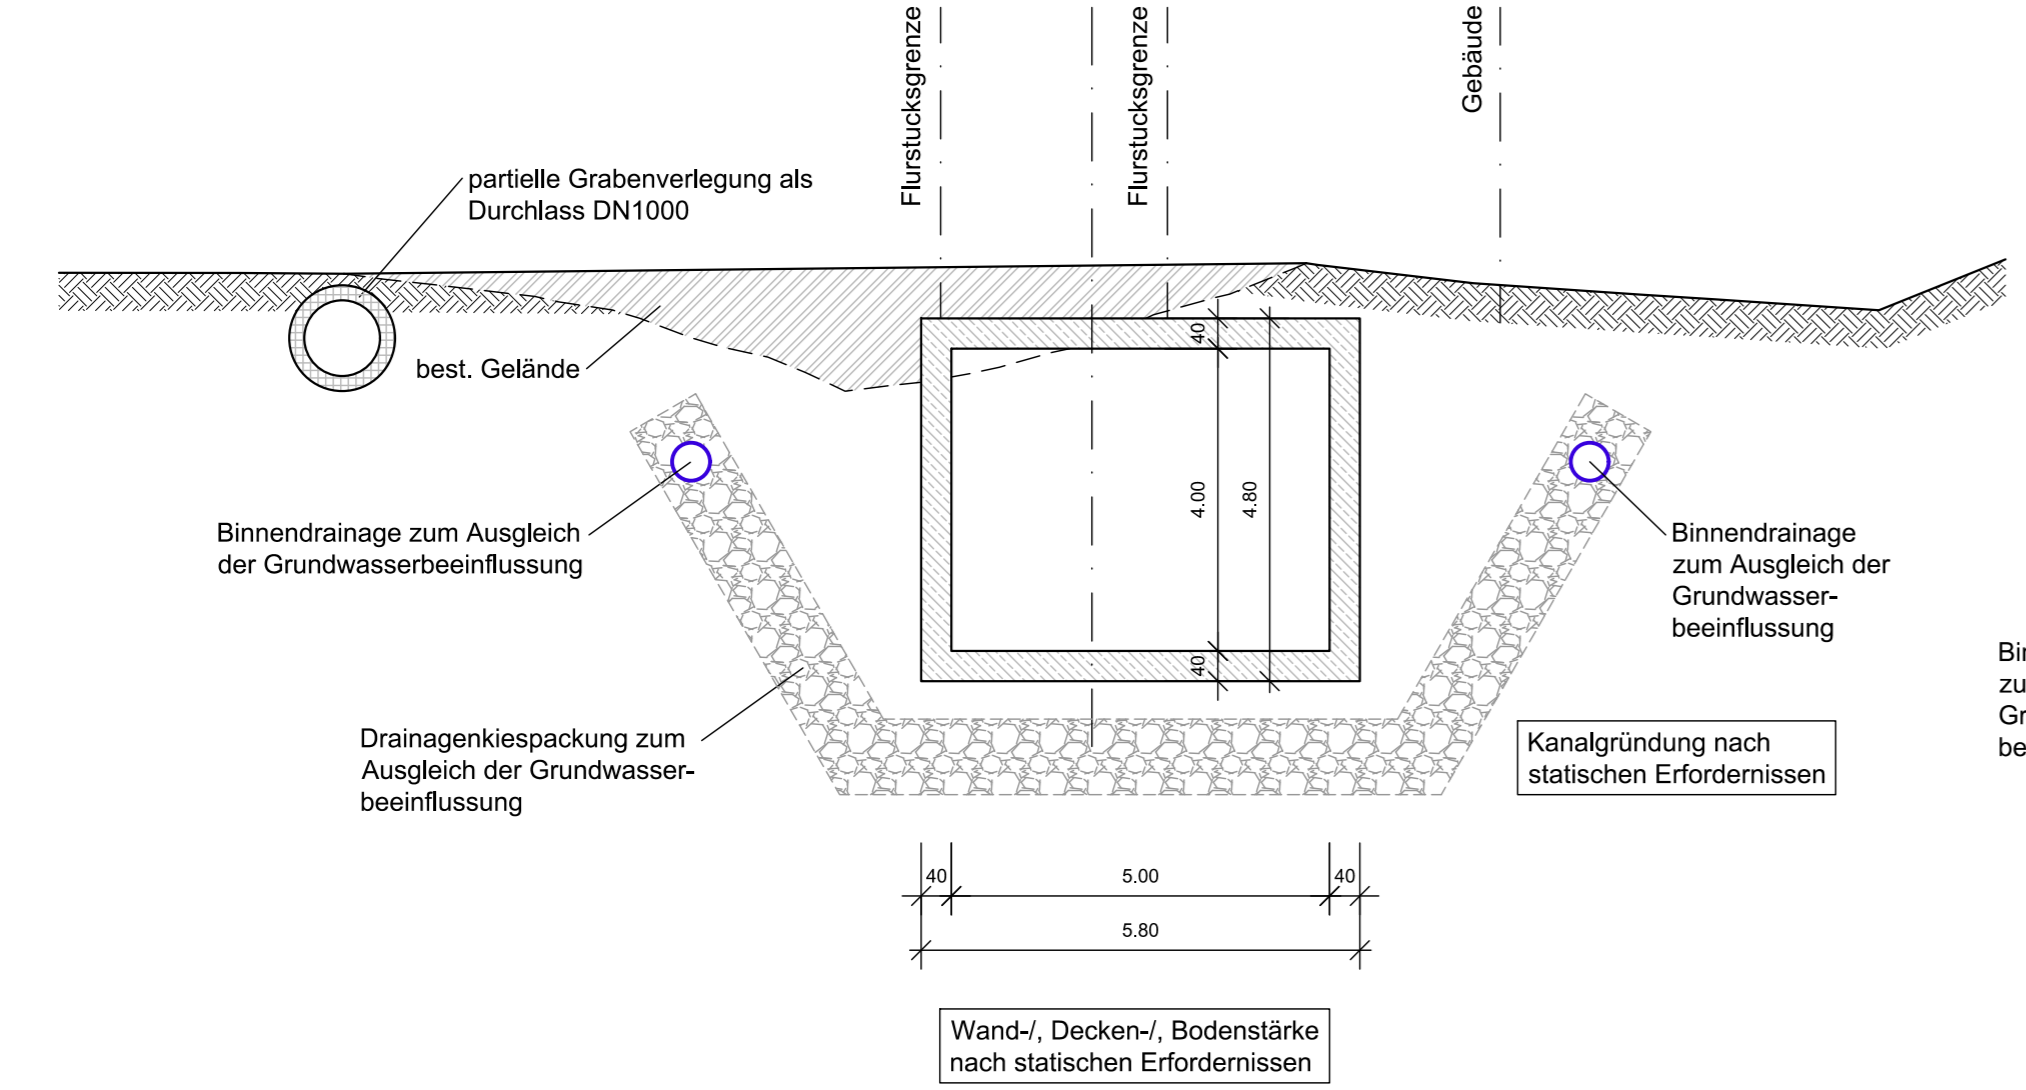 Flurstucksgrenze
Flurstucksgrenze
Gebäude
partielle Grabenverlegung als
Durchlass DN1000
best. Gelände
40
4.00
4.80
40
Binnendrainage zum Ausgleich
der Grundwasserbeeinflussung
Binnendrainage
zum Ausgleich der
Grundwasser-
beeinflussung
Drainagenkiespackung zum
Ausgleich der Grundwasser-
beeinflussung
Kanalgründung nach
statischen Erfordernissen
zu
be
40
5.00
40
5.80
Wand-/, Decken-/, Bodenstärke
nach statischen Erfordernissen